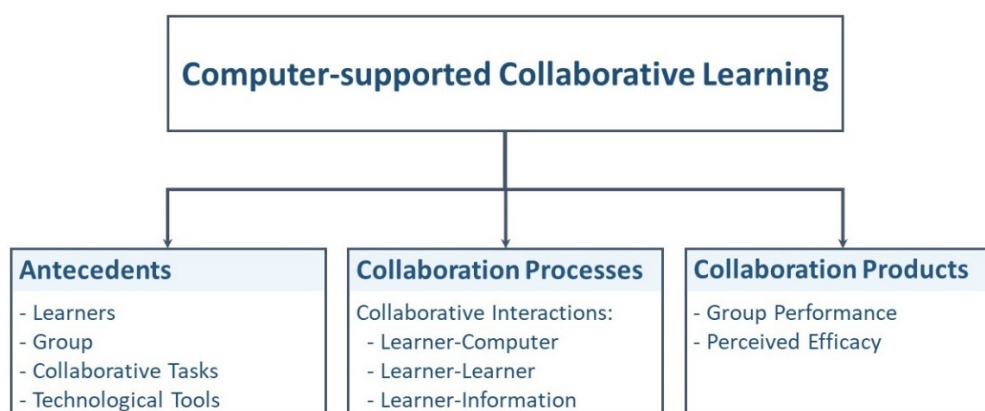 Computer-supported Collaborative Learning
Antecedents
- Learners
- Group
- Collaborative Tasks
- Technological Tools
Collaboration Processes
Collaborative Interactions:
- Learner-Computer
- Learner-Learner
- Learner-Information
Collaboration Products
- Group Performance
- Perceived Efficacy